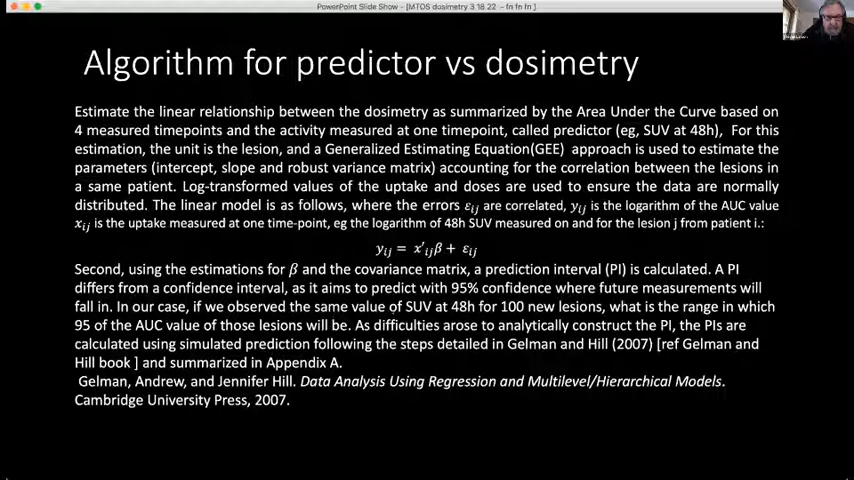 PowerPoint Slide Show - [MTOS dosimetry 3 18 22 - fn fn fn ]
Algorithm for predictor vs dosimetry
Estimate the linear relationship between the dosimetry as summarized by the Area Under the Curve based on
4 measured timepoints and the activity measured at one timepoint, called predictor (eg, SUV at 48h), For this
estimation, the unit is the lesion, and a Generalized Estimating Equation(GEE) approach is used to estimate the
parameters (intercept, slope and robust variance matrix) accounting for the correlation between the lesions in
a same patient. Log-transformed values of the uptake and doses are used to ensure the data are normally
distributed. The linear model is as follows, where the errors εij are correlated, yij is the logarithm of the AUC value
xij is the uptake measured at one time-point, eg the logarithm of 48h SUV measured on and for the lesion j from patient i.:
yij = x'ijβ + εij
Second, using the estimations for β and the covariance matrix, a prediction interval (PI) is calculated. A PI
differs from a confidence interval, as it aims to predict with 95% confidence where future measurements will
fall in. In our case, if we observed the same value of SUV at 48h for 100 new lesions, what is the range in which
95 of the AUC value of those lesions will be. As difficulties arose to analytically construct the PI, the PIs are
calculated using simulated prediction following the steps detailed in Gelman and Hill (2007) [ref Gelman and
Hill book ] and summarized in Appendix A.
Gelman, Andrew, and Jennifer Hill. Data Analysis Using Regression and Multilevel/Hierarchical Models.
Cambridge University Press, 2007.